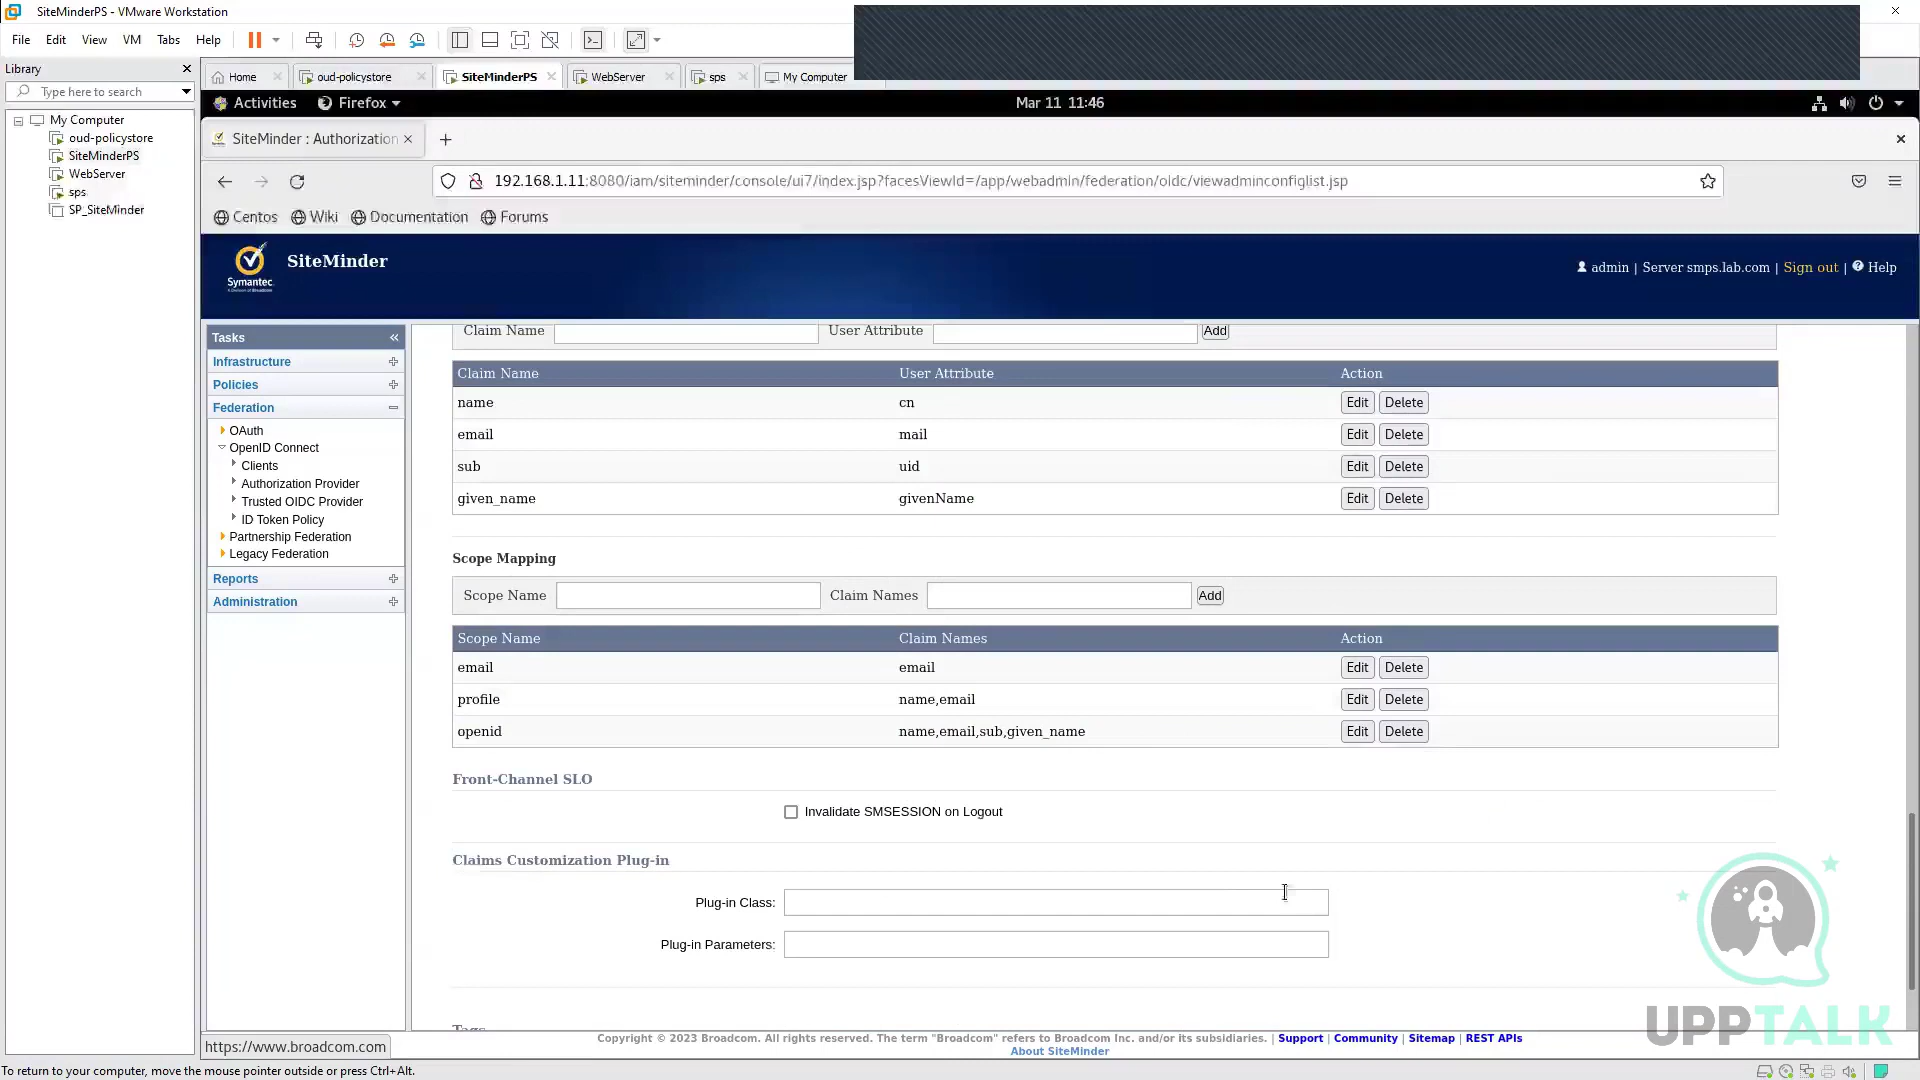 SiteMinderPS - VMware Workstation
File Edit View VM Tabs Help
Library
Type here to search
My Computer
oud-policystore
SiteMinderPS
WebServer
sps
SP_SiteMinder
Home oud-policystore SiteMinderPS WebServer sps My Computer
Activities Firefox Mar 11 11:46
SiteMinder : Authorization
192.168.1.11:8080/iam/siteminder/console/ui7/index.jsp?facesViewId=/app/webadmin/federation/oidc/viewadminconfiglist.jsp
Centos Wiki Documentation Forums
Symantec
A Division of Broadcom
SiteMinder
admin | Server smps.lab.com | Sign out | Help
Tasks
Infrastructure
Policies
Federation
OAuth
OpenID Connect
Clients
Authorization Provider
Trusted OIDC Provider
ID Token Policy
Partnership Federation
Legacy Federation
Reports
Administration
Claim Name User Attribute Add
Claim Name User Attribute Action
name cn Edit Delete
email mail Edit Delete
sub uid Edit Delete
given_name givenName Edit Delete
Scope Mapping
Scope Name Claim Names Add
Scope Name Claim Names Action
email email Edit Delete
profile name,email Edit Delete
openid name,email,sub,given_name Edit Delete
Front-Channel SLO
Invalidate SMSESSION on Logout
Claims Customization Plug-in
Plug-in Class:
Plug-in Parameters:
Tags
UPPTALK
Copyright © 2023 Broadcom. All rights reserved. The term "Broadcom" refers to Broadcom Inc. and/or its subsidiaries. | Support | Community | Sitemap | REST APIs
About SiteMinder
https://www.broadcom.com
To return to your computer, move the mouse pointer outside or press Ctrl+Alt.